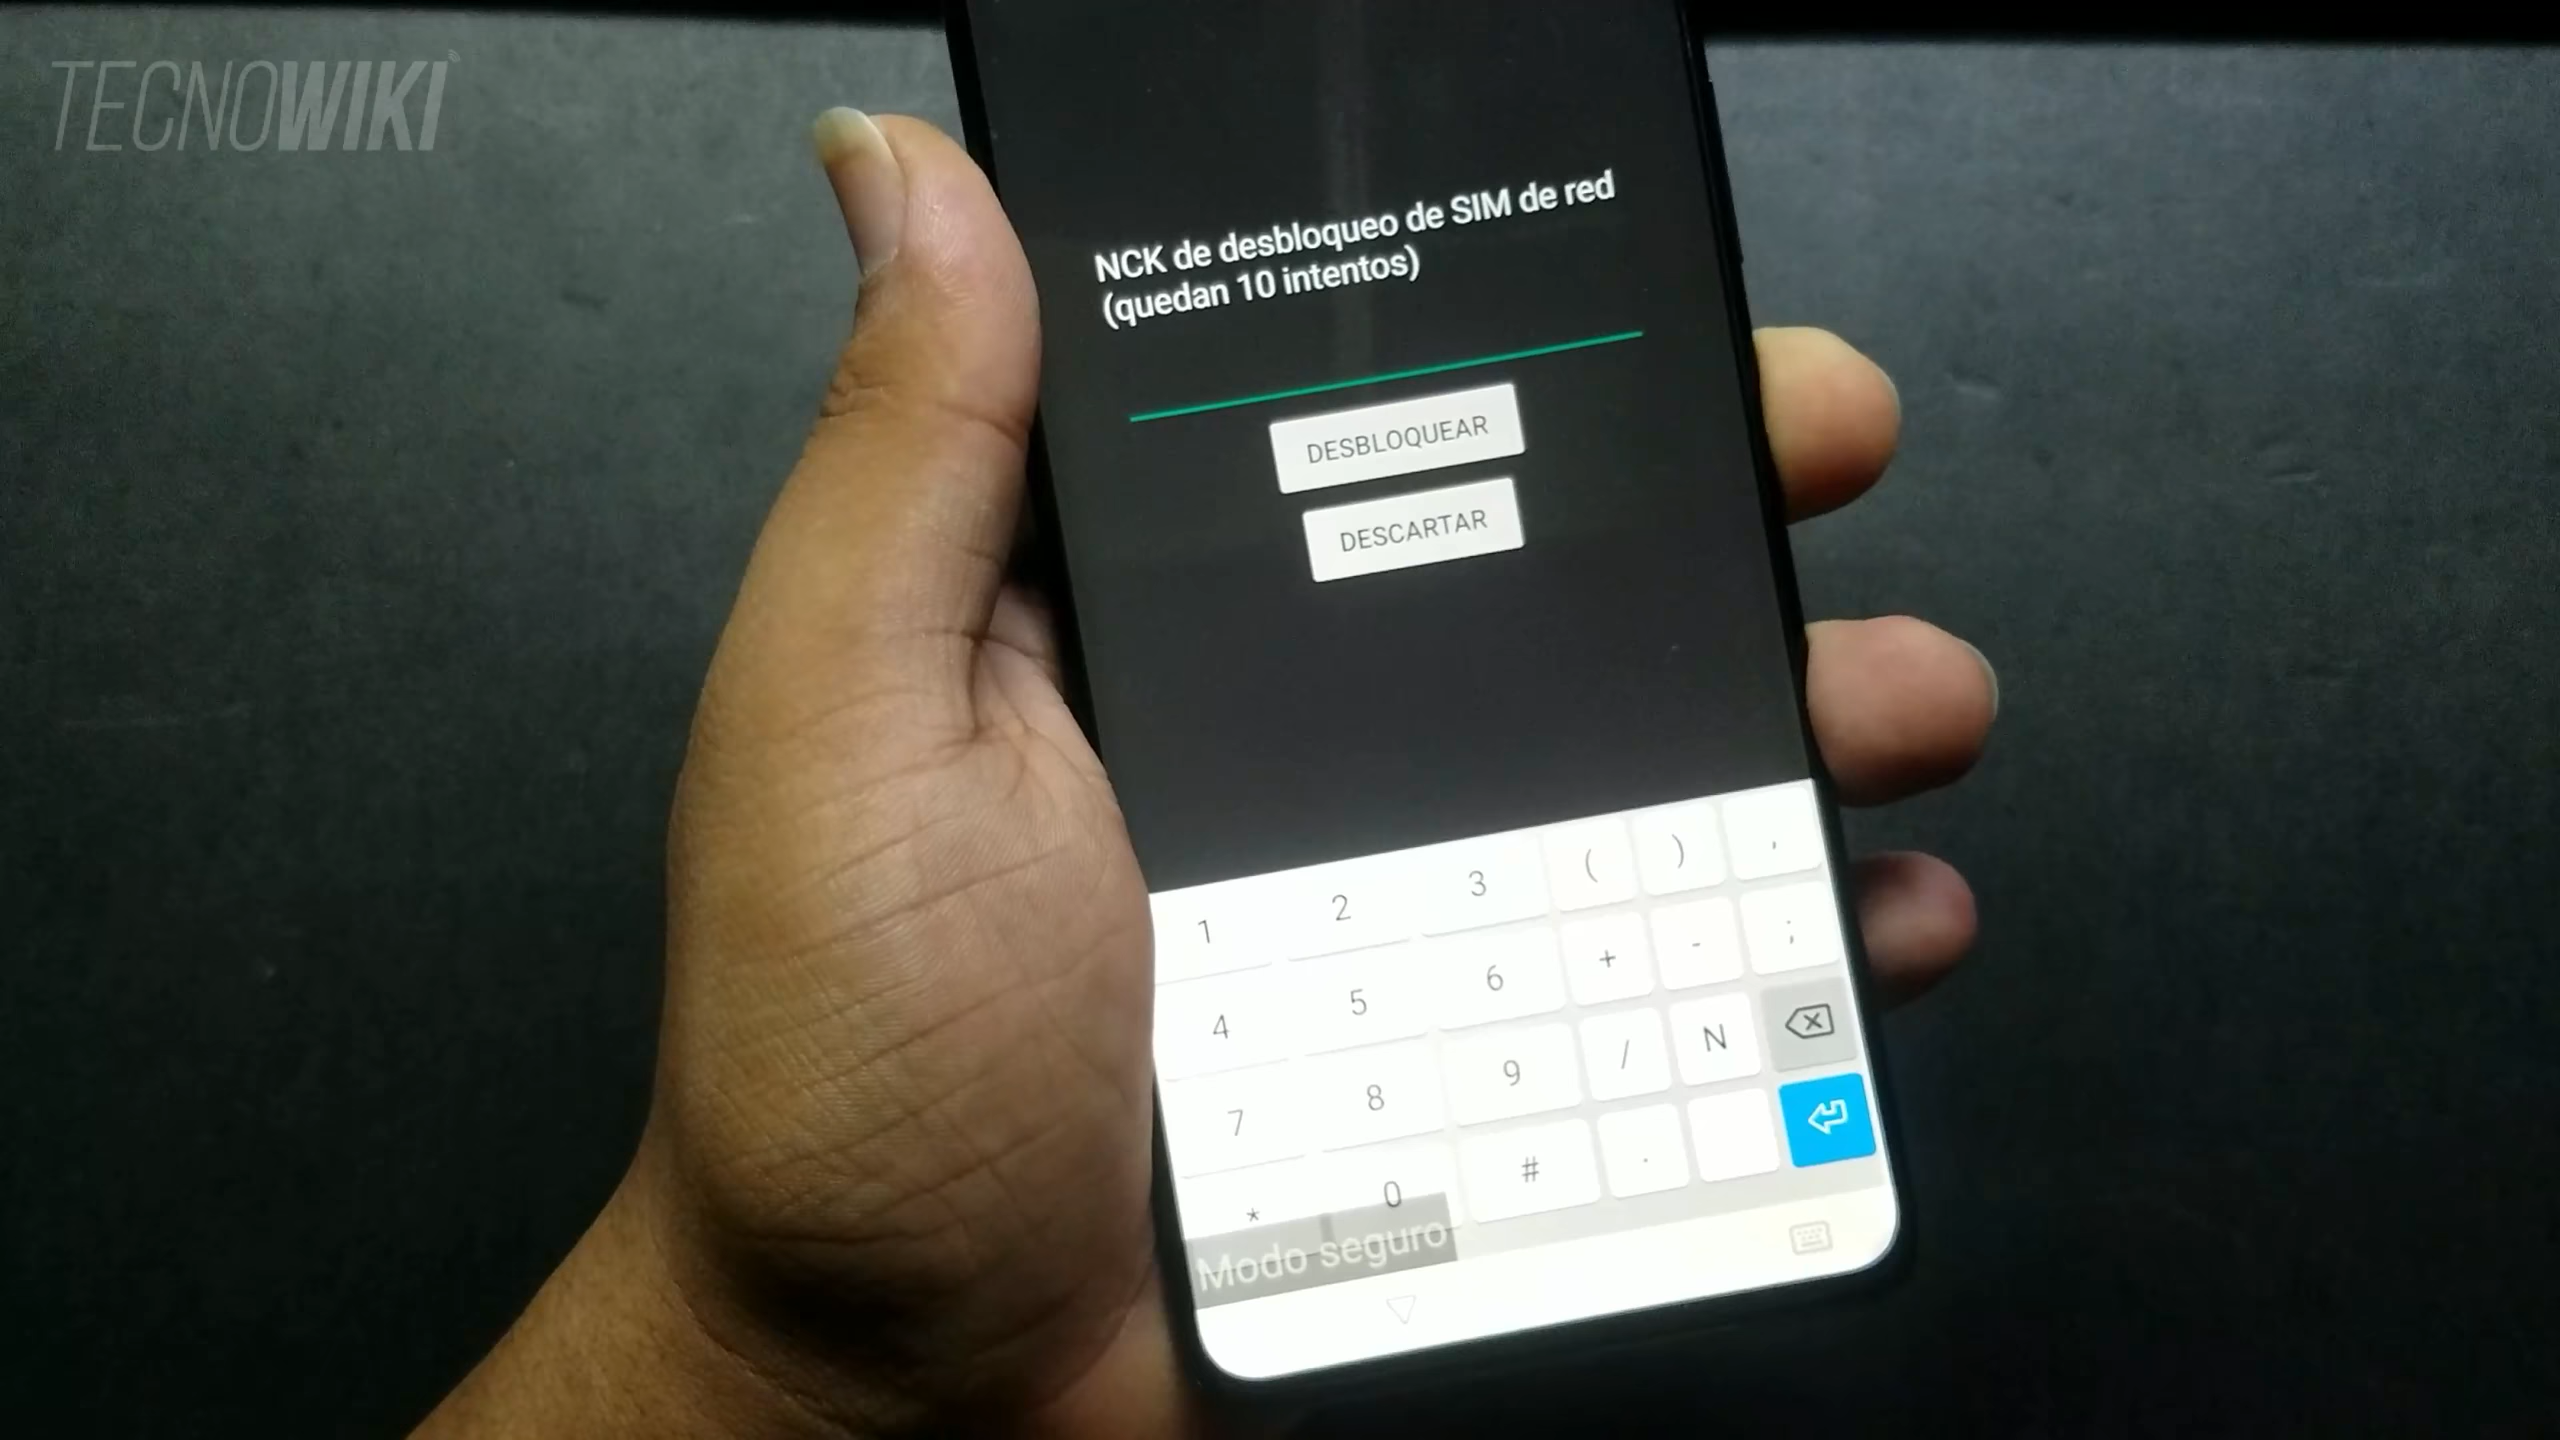 TECNOWIKI
NCK de desbloqueo de SIM de red
(quedan 10 intentos)
DESBLOQUEAR
DESCARTAR
1 2 3 ( ) ,
4 5 6 + - ;
7 8 9 / N
* 0 # .
Modo seguro